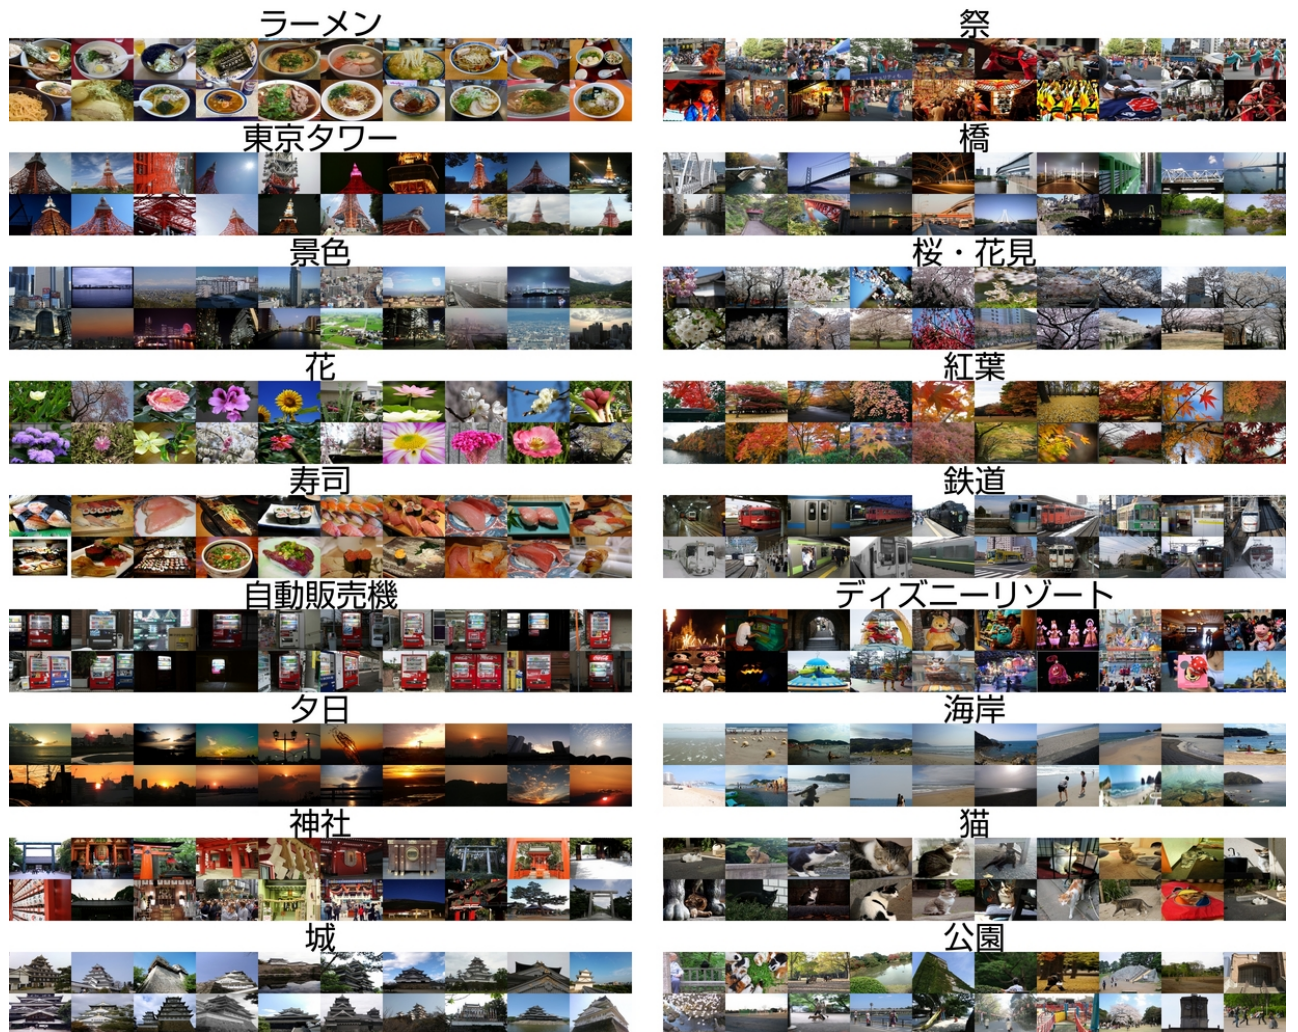 ラーメン
祭
東京タワー
橋
景色
桜・花見
花
紅葉
寿司
鉄道
自動販売機
ディズニーリゾート
夕日
海岸
神社
猫
城
公園